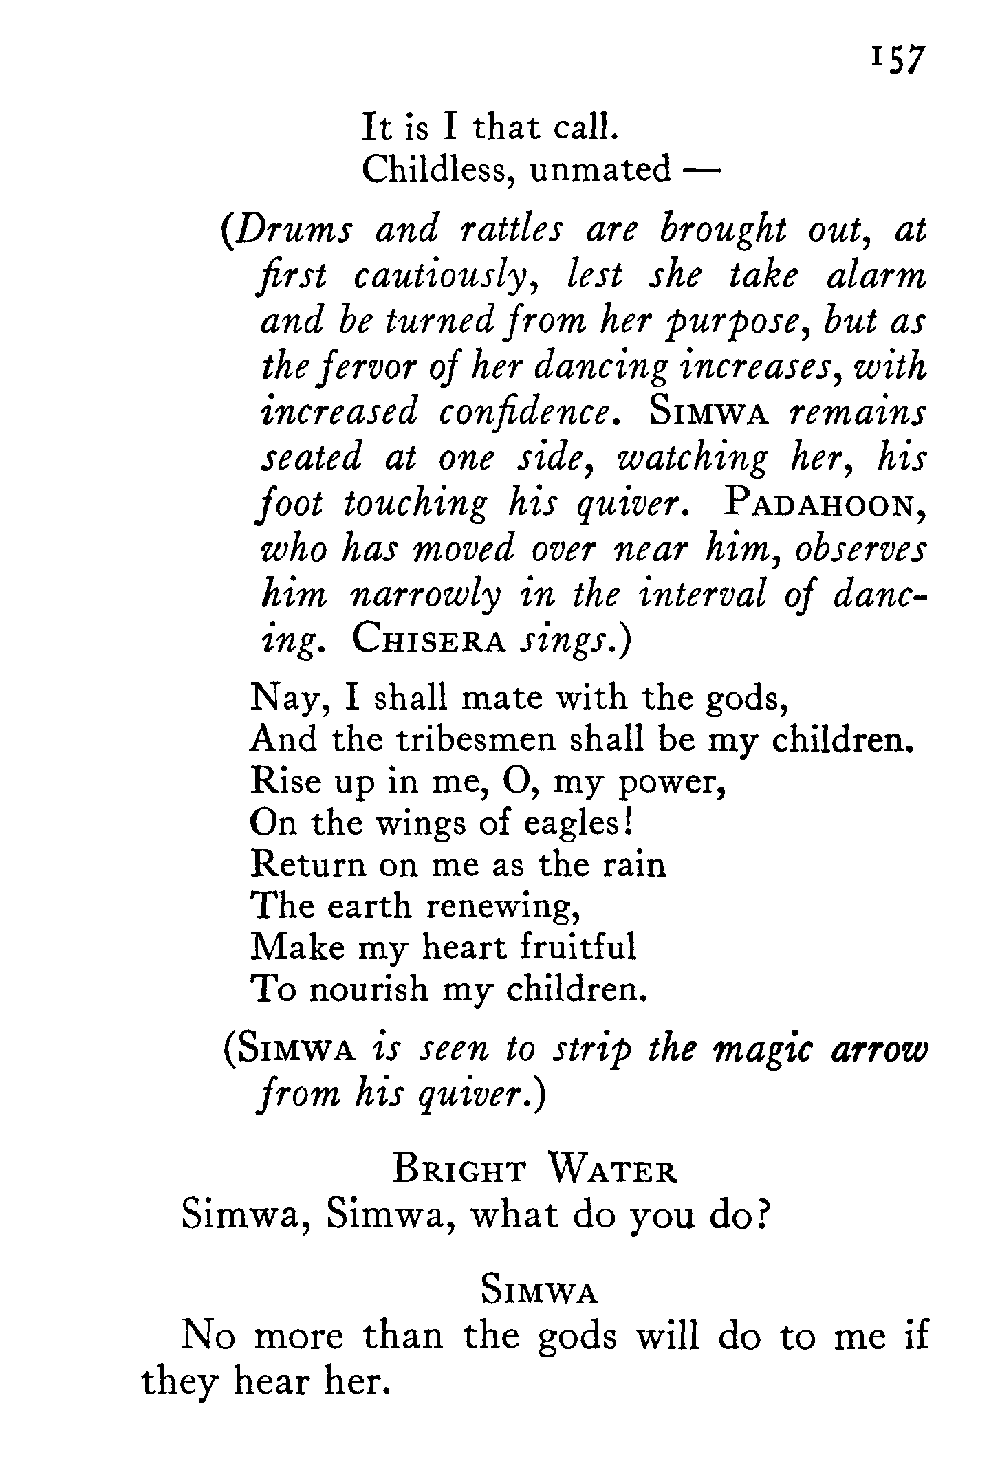 157
It is I that call.
Childless, unmated —
(Drums and rattles are brought out, at
first cautiously, lest she take alarm
and be turned from her purpose, but as
the fervor of her dancing increases, with
increased confidence. SIMWA remains
seated at one side, watching her, his
foot touching his quiver. PADAHOON,
who has moved over near him, observes
him narrowly in the interval of danc-
ing. CHISERA sings.)
Nay, I shall mate with the gods,
And the tribesmen shall be my children.
Rise up in me, O, my power,
On the wings of eagles!
Return on me as the rain
The earth renewing,
Make my heart fruitful
To nourish my children.
(SIMWA is seen to strip the magic arrow
from his quiver.)
BRIGHT WATER
Simwa, Simwa, what do you do?
SIMWA
No more than the gods will do to me if
they hear her.